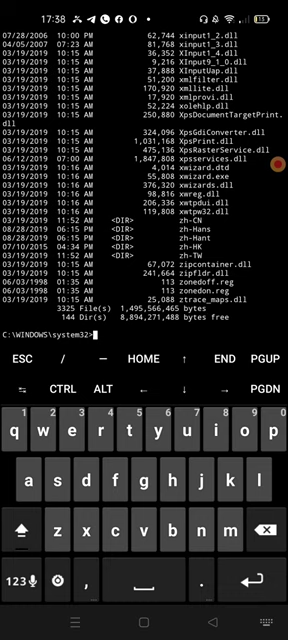 17:38
15
07/28/2006 10:00 PM 62,744 xinput1_2.dll
04/05/2007 07:23 AM 81,768 xinput1_3.dll
03/19/2019 10:15 AM 36,352 XInput1_4.dll
03/19/2019 10:15 AM 9,216 XInput9_1_0.dll
03/19/2019 10:15 AM 37,888 XInputUap.dll
03/19/2019 10:15 AM 51,200 xmlfilter.dll
03/19/2019 10:15 AM 170,920 xmllite.dll
03/19/2019 10:15 AM 17,920 xmlprovi.dll
03/19/2019 10:15 AM 52,224 xolehlp.dll
03/19/2019 10:15 AM 250,880 XpsDocumentTargetPrint.
dll
03/19/2019 10:15 AM 324,096 XpsGdiConverter.dll
03/19/2019 10:15 AM 1,031,168 XpsPrint.dll
03/19/2019 10:15 AM 475,136 XpsRasterService.dll
06/12/2019 07:00 AM 1,847,808 xpsservices.dll
03/19/2019 10:15 AM 4,014 xwizard.dtd
03/19/2019 10:15 AM 55,808 xwizard.exe
03/19/2019 10:15 AM 376,320 xwizards.dll
03/19/2019 10:15 AM 98,816 xwreg.dll
03/19/2019 10:15 AM 206,336 xwtpdui.dll
03/19/2019 10:15 AM 119,808 xwtpw32.dll
03/19/2019 11:52 AM <DIR> zh-CN
08/28/2019 06:15 PM <DIR> zh-Hans
08/28/2019 06:15 PM <DIR> zh-Hant
07/10/2015 04:34 PM <DIR> zh-HK
03/19/2019 11:52 AM <DIR> zh-TW
03/19/2019 10:15 AM 67,072 zipcontainer.dll
03/19/2019 10:15 AM 241,664 zipfldr.dll
06/03/1998 01:35 AM 113 zonedoff.reg
06/03/1998 01:35 AM 113 zonedon.reg
03/19/2019 10:15 AM 25,088 ztrace_maps.dll
3325 File(s) 1,495,566,465 bytes
144 Dir(s) 8,894,271,488 bytes free
C:\WINDOWS\system32>
ESC / — HOME ↑ END PGUP
CTRL ALT ← ↓ → PGDN
1 2 3 4 5 6 7 8 9 0
q w e r t y u i o p
a s d f g h j k l
z x c v b n m
123 , .